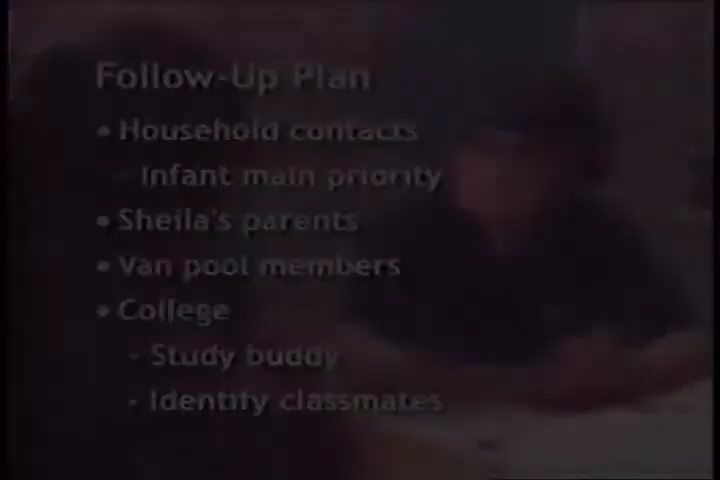 Follow-Up Plan
• Household contacts
- Infant main priority
• Sheila's parents
• Van pool members
• College
- Study buddy
- Identify classmates